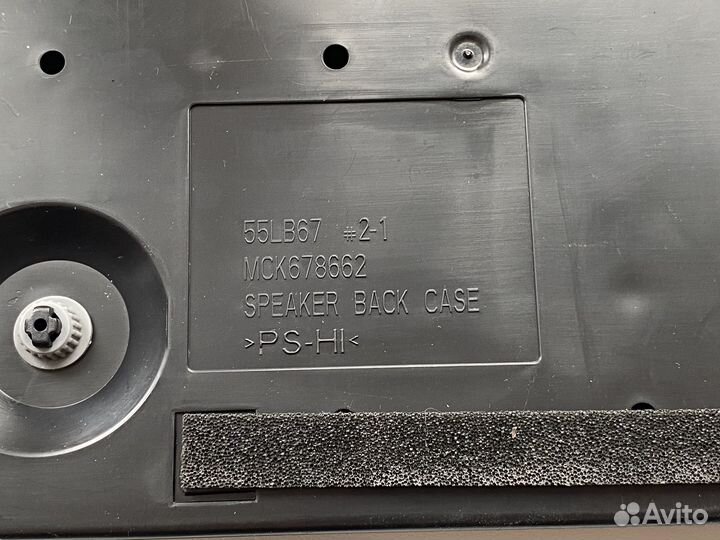 55LB67 #2-1
MCK678662
SPEAKER BACK CASE
>PS-HI<
Avito